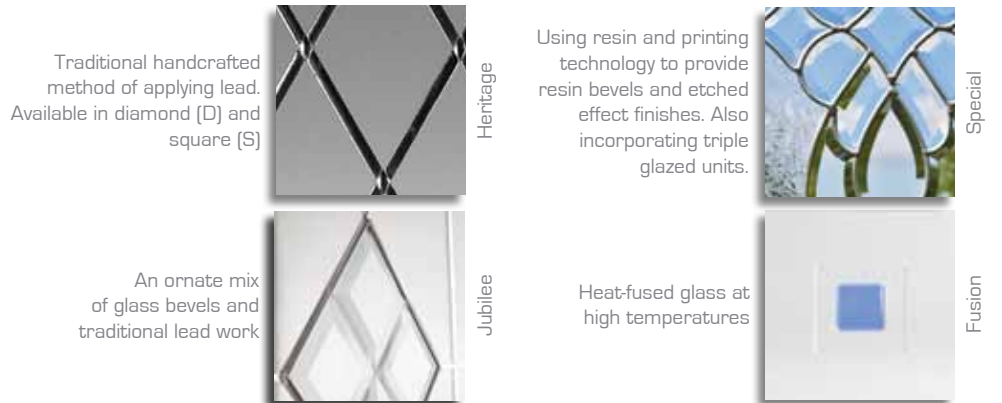 Traditional handcrafted
method of applying lead.
Available in diamond (D) and
square (S)
Heritage
Using resin and printing
technology to provide
resin bevels and etched
effect finishes. Also
incorporating triple
glazed units.
Special
An ornate mix
of glass bevels and
traditional lead work
Jubilee
Heat-fused glass at
high temperatures
Fusion